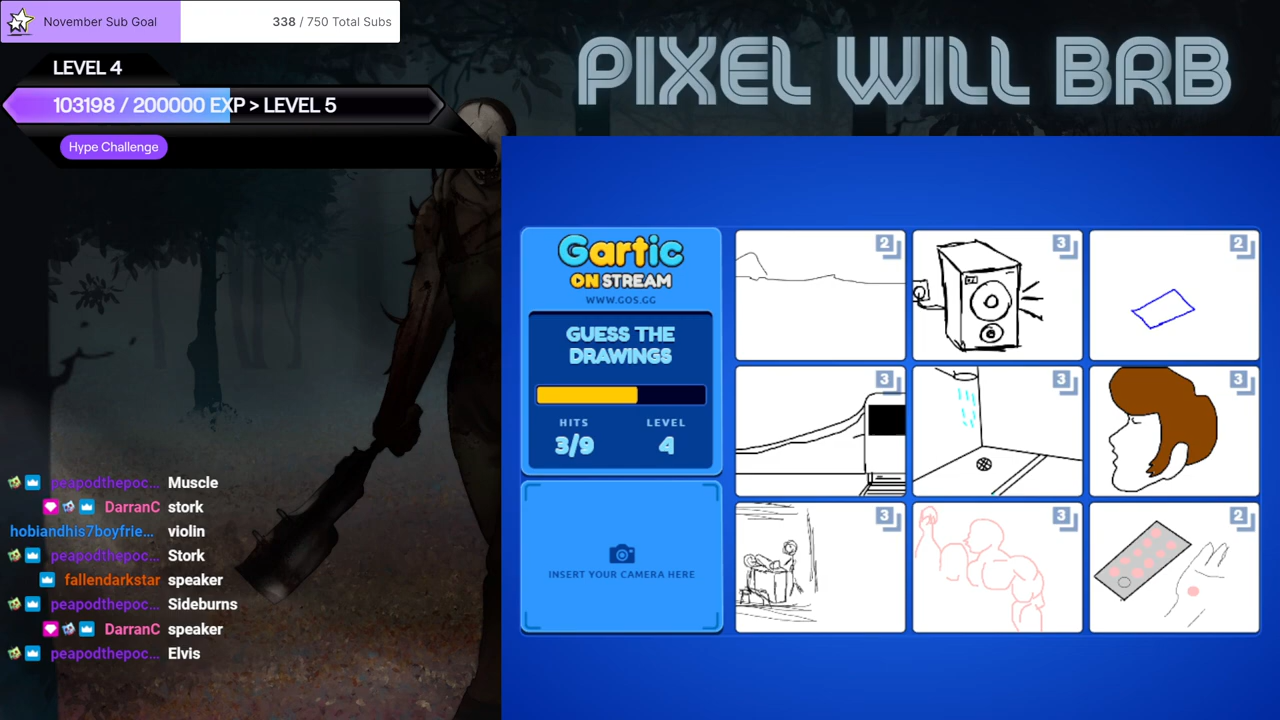 November Sub Goal 338 / 750 Total Subs
PIXEL WILL BRB
LEVEL 4
103198 / 200000 EXP > LEVEL 5
Hype Challenge
Gartic
ON STREAM
WWW.GOS.GG
GUESS THE
DRAWINGS
HITS LEVEL
3/9 4
INSERT YOUR CAMERA HERE
2 3 2
3 3 3
3 3 2
peapodthepoc... Muscle
DarranC stork
hobiandhis7boyfrie... violin
peapodthepoc... Stork
fallendarkstar speaker
peapodthepoc... Sideburns
DarranC speaker
peapodthepoc... Elvis